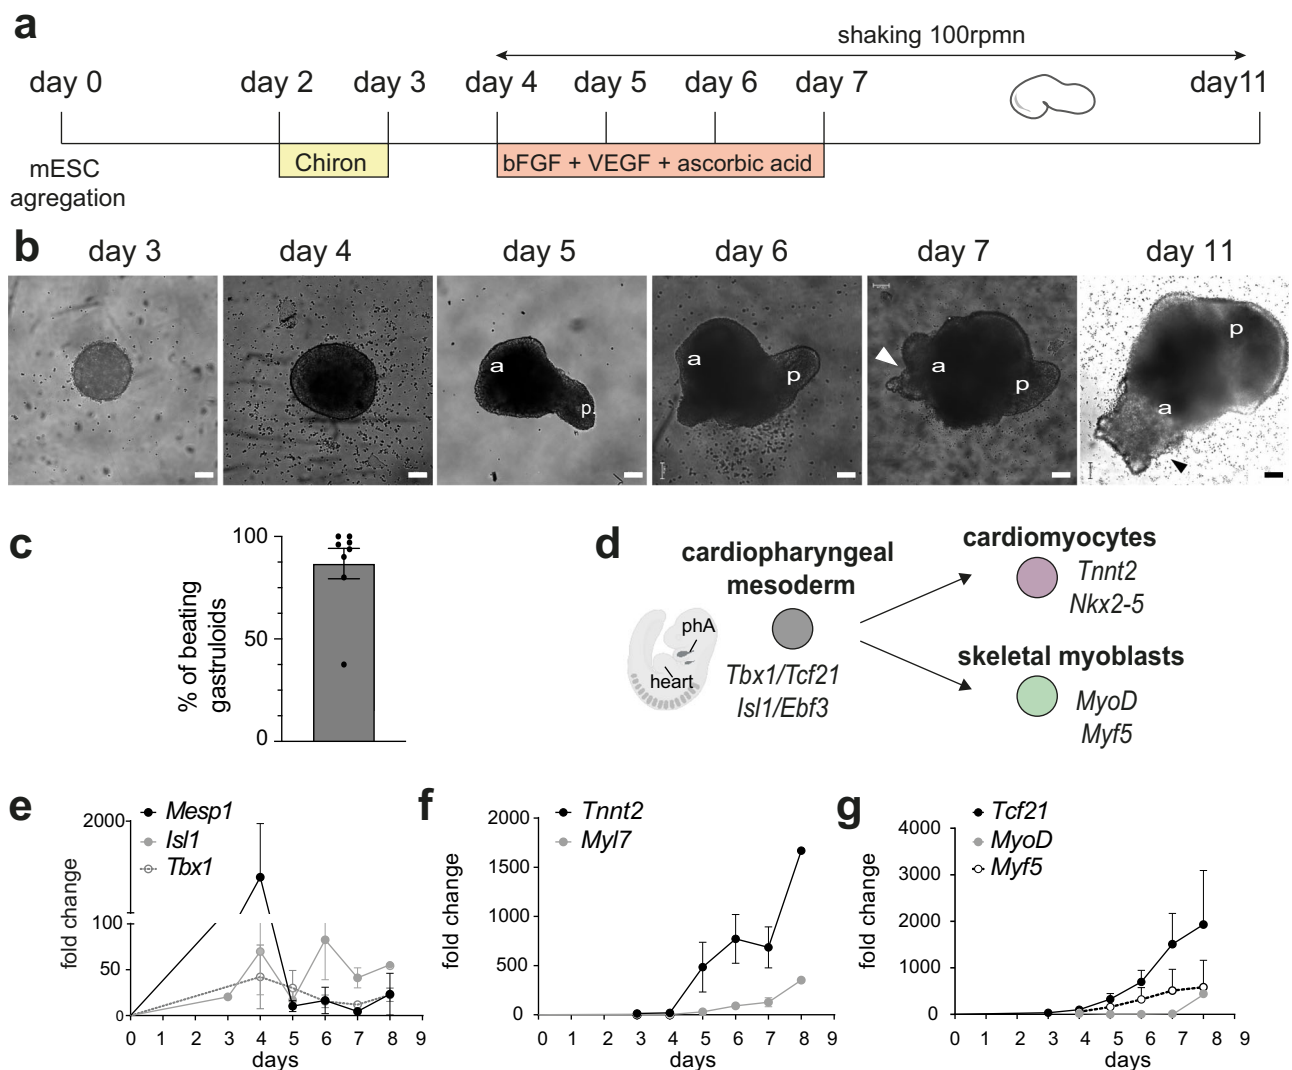 a
shaking 100rpmn
day 0
day 2
day 3
day 4
day 5
day 6
day 7
day11
mESC
agregation
Chiron
bFGF + VEGF + ascorbic acid
b
day 3
day 4
day 5
day 6
day 7
day 11
a
p.
a
p
a
p
a
p
c
% of beating
gastruloids
100
50
0
d
cardiopharyngeal
mesoderm
phA
heart
Tbx1/Tcf21
Isl1/Ebf3
cardiomyocytes
Tnnt2
Nkx2-5
skeletal myoblasts
MyoD
Myf5
e
Mesp1
Isl1
Tbx1
fold change
2000
100
50
0
0 1 2 3 4 5 6 7 8 9
days
f
Tnnt2
Myl7
fold change
2000
1500
1000
500
0
0 1 2 3 4 5 6 7 8 9
days
g
Tcf21
MyoD
Myf5
fold change
4000
3000
2000
1000
0
0 1 2 3 4 5 6 7 8 9
days